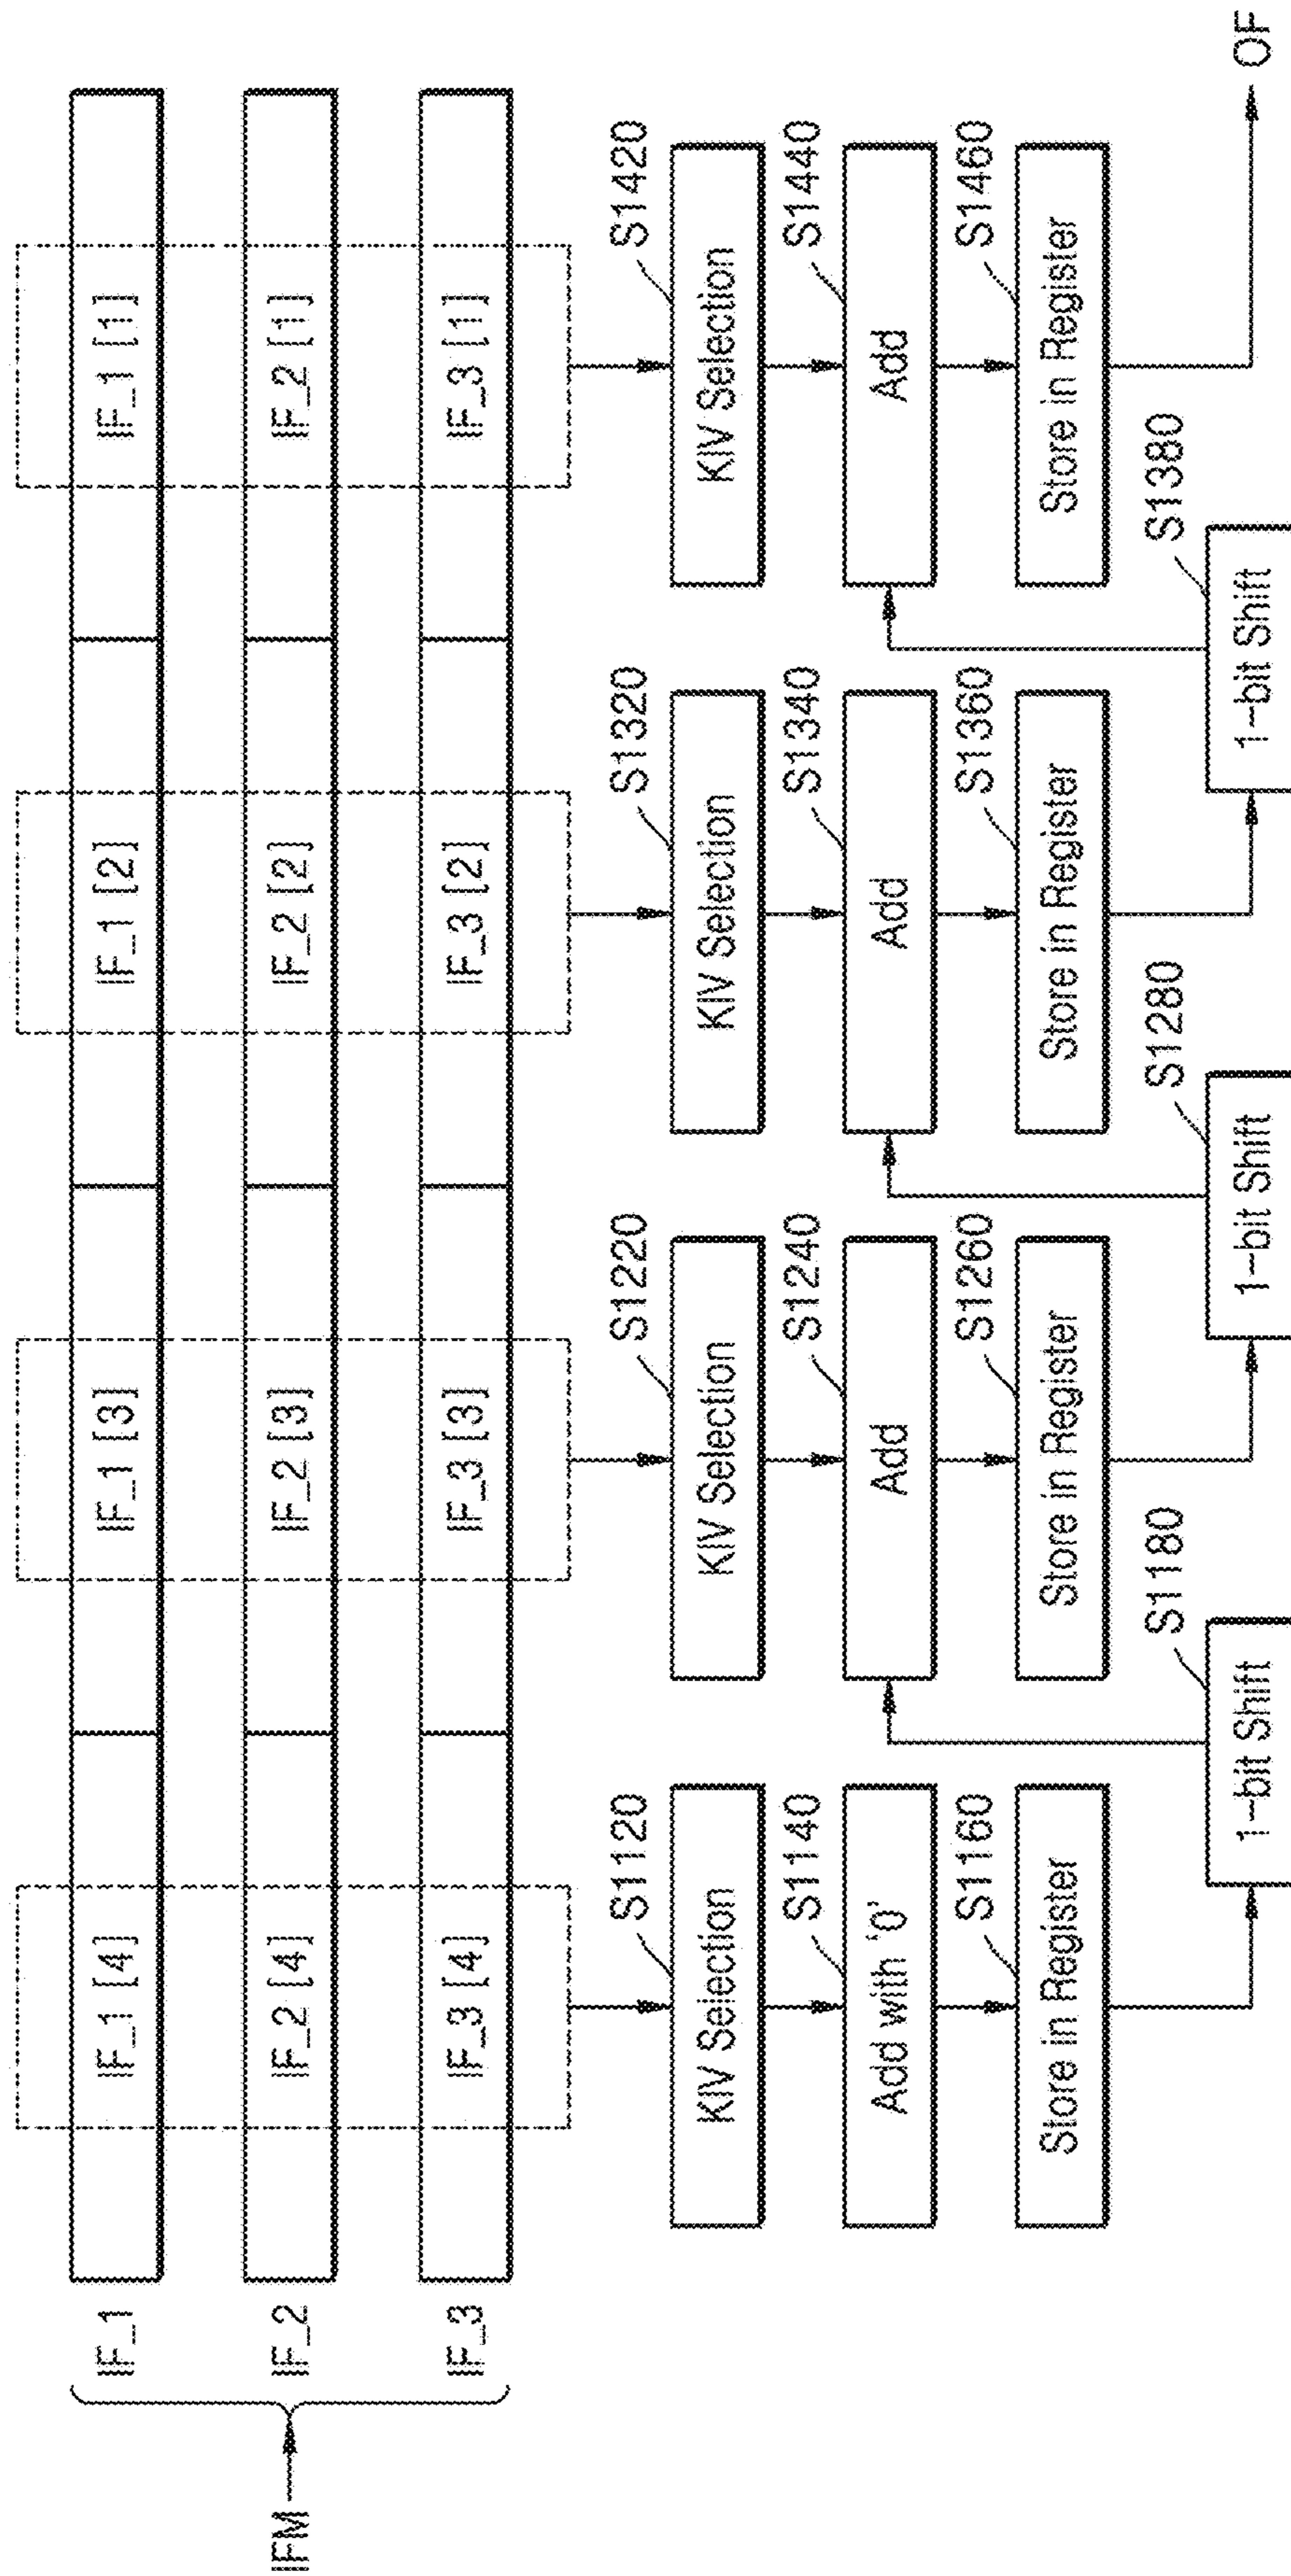 IFM
IF_1
IF_1 [4]
IF_1 [3]
IF_1 [2]
IF_1 [1]
IF_2
IF_2 [4]
IF_2 [3]
IF_2 [2]
IF_2 [1]
IF_3
IF_3 [4]
IF_3 [3]
IF_3 [2]
IF_3 [1]
S1120
S1220
S1320
S1420
KIV Selection
KIV Selection
KIV Selection
KIV Selection
S1140
S1240
S1340
S1440
Add with '0'
Add
Add
Add
S1160
S1260
S1360
S1460
Store in Register
Store in Register
Store in Register
Store in Register
S1180
S1280
S1380
1-bit Shift
1-bit Shift
1-bit Shift
OF